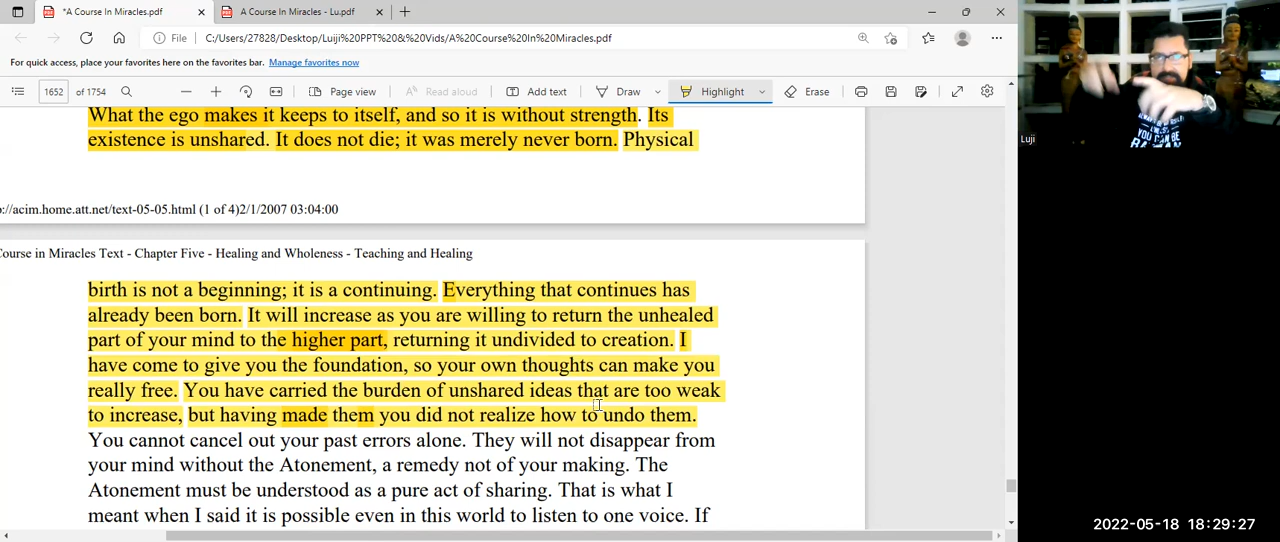 *A Course In Miracles.pdf
A Course In Miracles - Lu.pdf
File
C:/Users/27828/Desktop/Luiji%20PPT%20&%20Vids/A%20Course%20In%20Miracles.pdf
For quick access, place your favorites here on the favorites bar. Manage favorites now
1652 of 1754
Page view
Read aloud
Add text
Draw
Highlight
Erase
What the ego makes it keeps to itself, and so it is without strength. Its
existence is unshared. It does not die; it was merely never born. Physical
://acim.home.att.net/text-05-05.html (1 of 4)2/1/2007 03:04:00
Course in Miracles Text - Chapter Five - Healing and Wholeness - Teaching and Healing
birth is not a beginning; it is a continuing. Everything that continues has
already been born. It will increase as you are willing to return the unhealed
part of your mind to the higher part, returning it undivided to creation. I
have come to give you the foundation, so your own thoughts can make you
really free. You have carried the burden of unshared ideas that are too weak
to increase, but having made them you did not realize how to undo them.
You cannot cancel out your past errors alone. They will not disappear from
your mind without the Atonement, a remedy not of your making. The
Atonement must be understood as a pure act of sharing. That is what I
meant when I said it is possible even in this world to listen to one voice. If
YOU CAN BE
Luji
2022-05-18 18:29:27